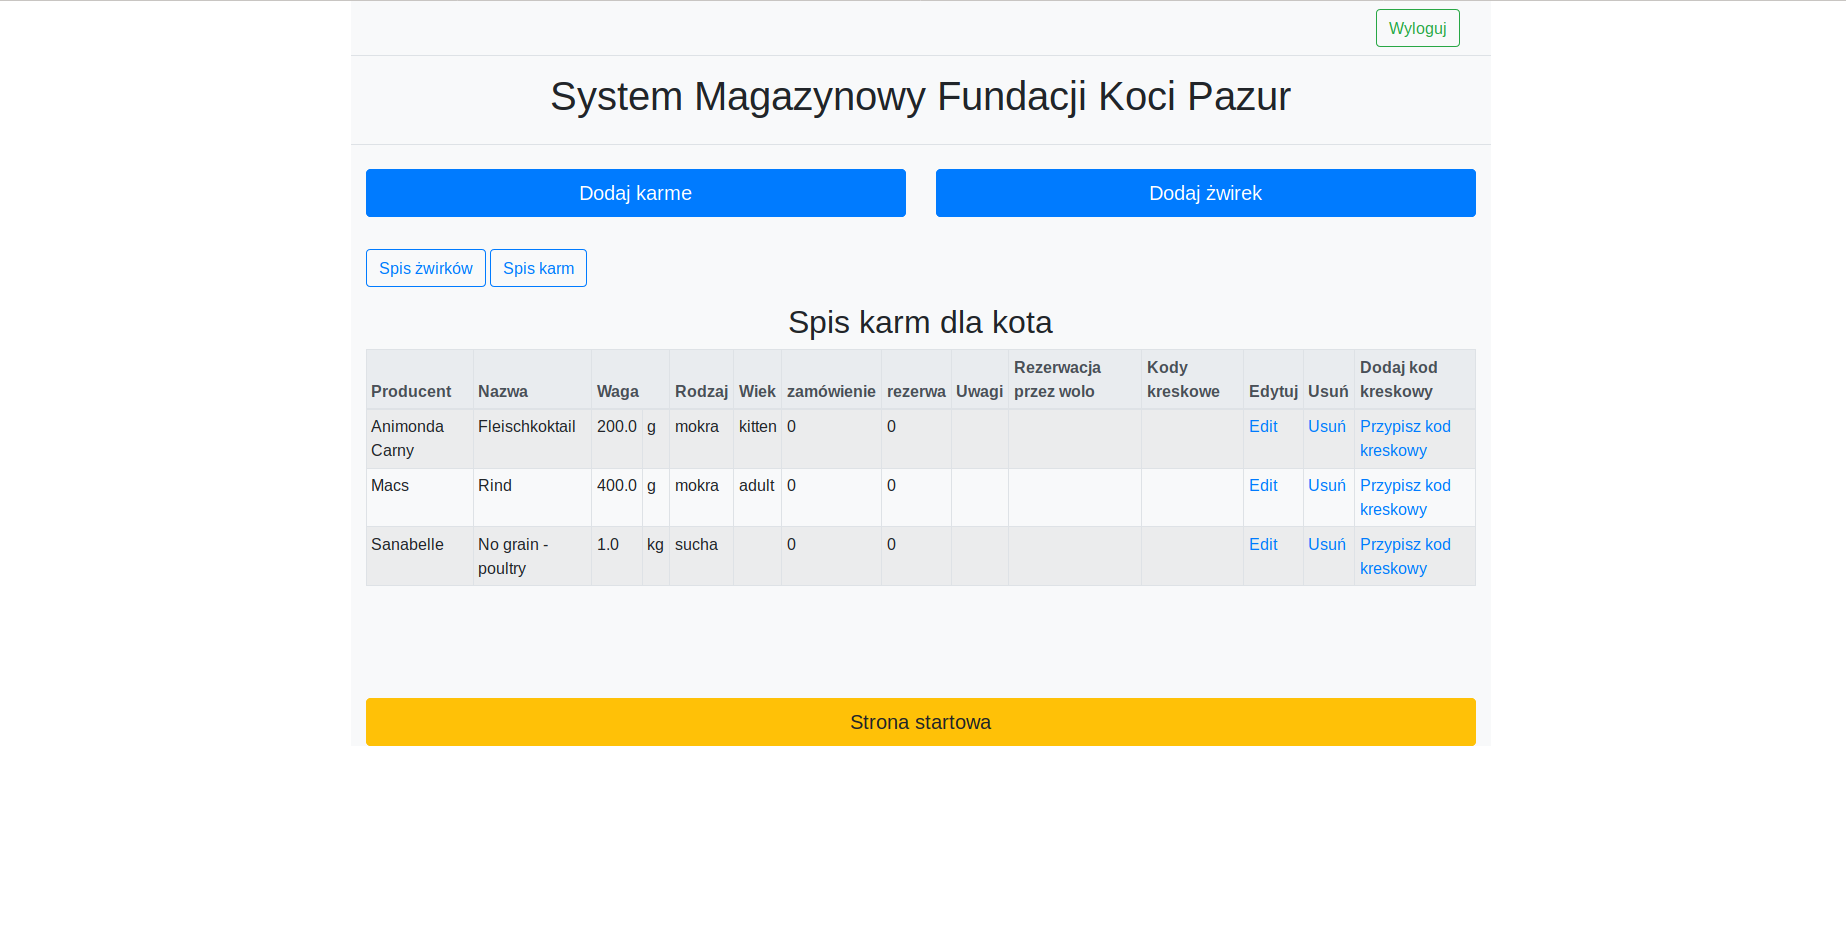 Wyloguj
System Magazynowy Fundacji Koci Pazur
Dodaj karme Dodaj żwirek
Spis żwirków Spis karm
Spis karm dla kota
Producent Nazwa Waga Rodzaj Wiek zamówienie rezerwa Uwagi Rezerwacja przez wolo Kody kreskowe Edytuj Usuń Dodaj kod kreskowy
Animonda Carny Fleischkoktail 200.0 g mokra kitten 0 0 Edit Usuń Przypisz kod kreskowy
Macs Rind 400.0 g mokra adult 0 0 Edit Usuń Przypisz kod kreskowy
Sanabelle No grain - poultry 1.0 kg sucha 0 0 Edit Usuń Przypisz kod kreskowy
Strona startowa